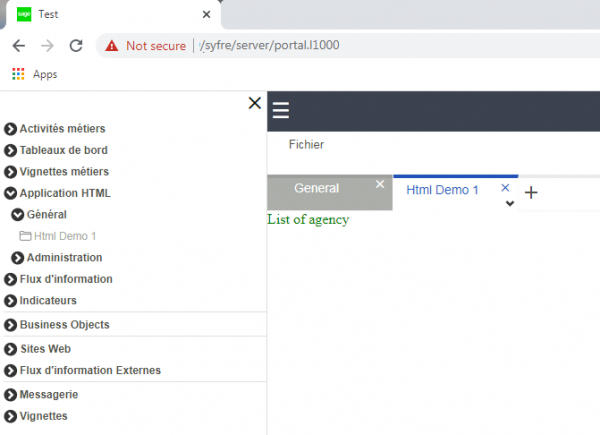 sage Test
Not secure /syfre/server/portal.l1000
Apps
Activités métiers
Tableaux de bord
Vignettes métiers
Application HTML
Général
Html Demo 1
Administration
Flux d'information
Indicateurs
Business Objects
Sites Web
Flux d'information Externes
Messagerie
Vignettes
Fichier
General
Html Demo 1
List of agency